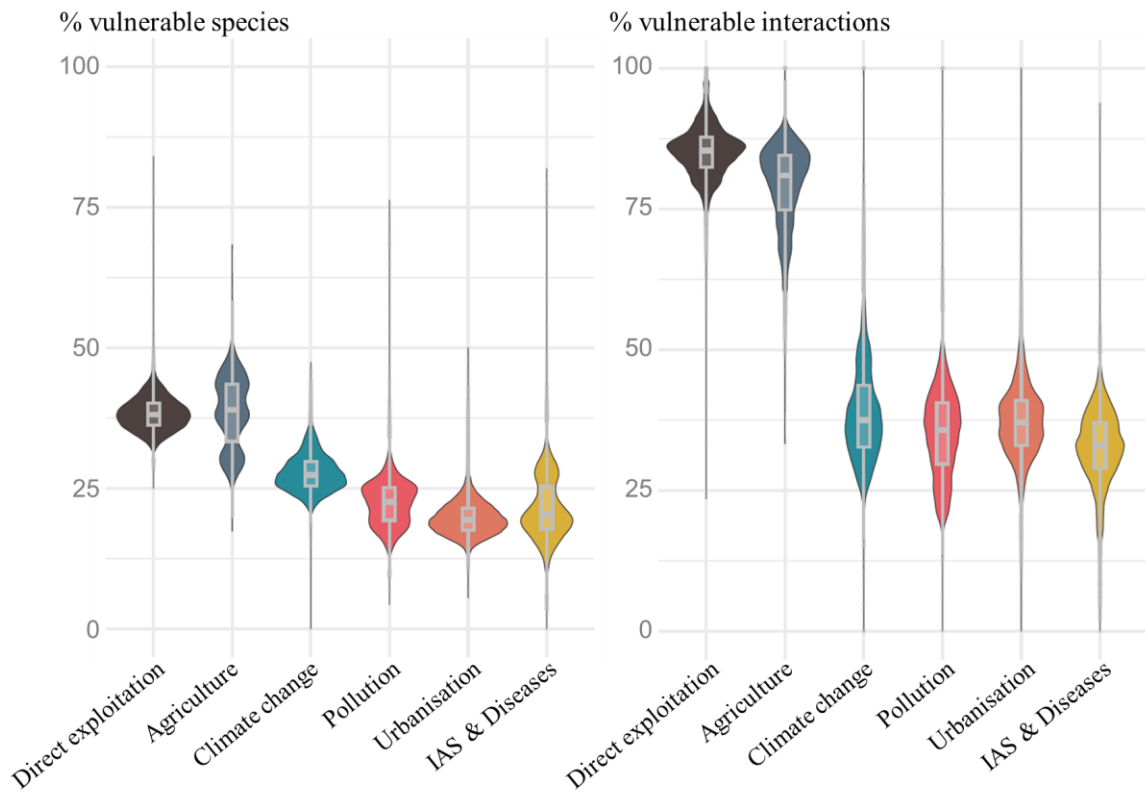 % vulnerable species
100
75
50
25
0
Direct exploitation
Agriculture
Climate change
Pollution
Urbanisation
IAS & Diseases
% vulnerable interactions
100
75
50
25
0
Direct exploitation
Agriculture
Climate change
Pollution
Urbanisation
IAS & Diseases